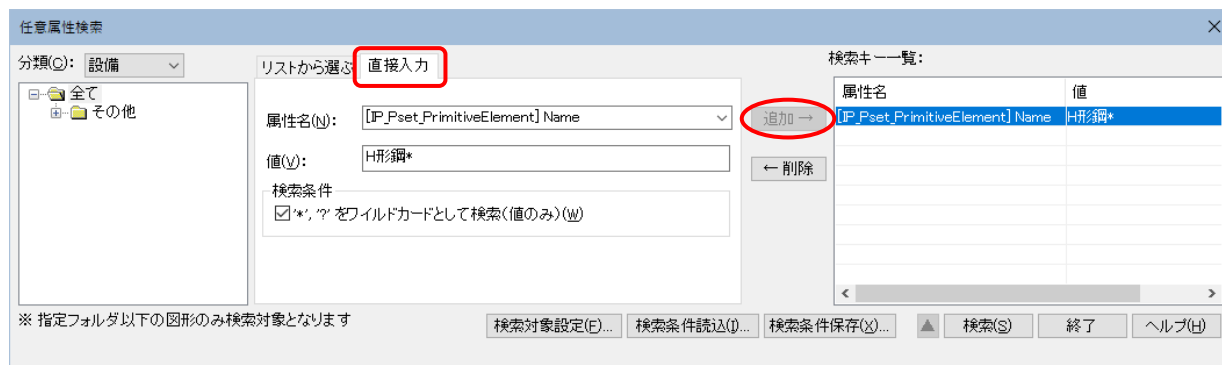 任意属性検索
分類(C): 設備
全て
その他
リストから選ぶ 直接入力
属性名(N): [IP_Pset_PrimitiveElement] Name
値(V): H形鋼*
検索条件
'*', '?' をワイルドカードとして検索(値のみ)(W)
追加→
←削除
検索キー一覧:
属性名 値
[IP_Pset_PrimitiveElement] Name H形鋼*
※ 指定フォルダ以下の図形のみ検索対象となります
検索対象設定(E)... 検索条件読込(I)... 検索条件保存(X)... ▲ 検索(S) 終了 ヘルプ(H)